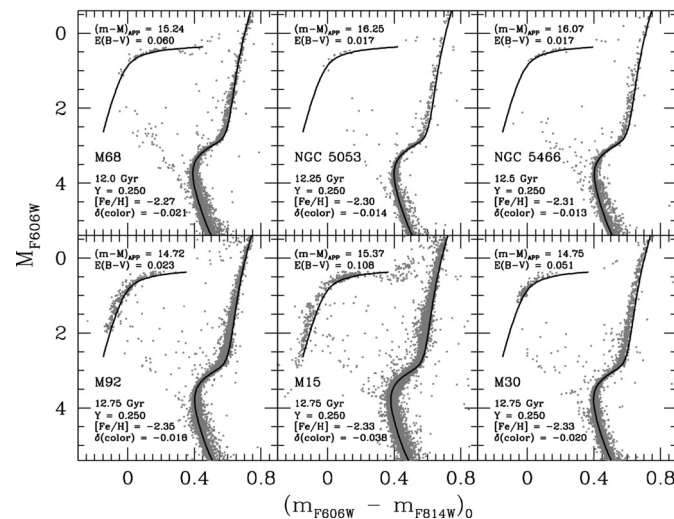 (m-M)APP = 15.24
E(B-V) = 0.060
M68
12.0 Gyr
Y = 0.250
[Fe/H] = -2.27
δ(color) = -0.021
(m-M)APP = 16.25
E(B-V) = 0.017
NGC 5053
12.25 Gyr
Y = 0.250
[Fe/H] = -2.30
δ(color) = -0.014
(m-M)APP = 16.07
E(B-V) = 0.017
NGC 5466
12.5 Gyr
Y = 0.250
[Fe/H] = -2.31
δ(color) = -0.013
0
2
4
MF606W
(m-M)APP = 14.72
E(B-V) = 0.023
M92
12.75 Gyr
Y = 0.250
[Fe/H] = -2.35
δ(color) = -0.016
(m-M)APP = 15.37
E(B-V) = 0.108
M15
12.75 Gyr
Y = 0.250
[Fe/H] = -2.33
δ(color) = -0.038
(m-M)APP = 14.75
E(B-V) = 0.051
M30
12.75 Gyr
Y = 0.250
[Fe/H] = -2.33
δ(color) = -0.020
0
2
4
0 0.4 0.8 0 0.4 0.8 0 0.4 0.8
(mF606W - mF814W)0